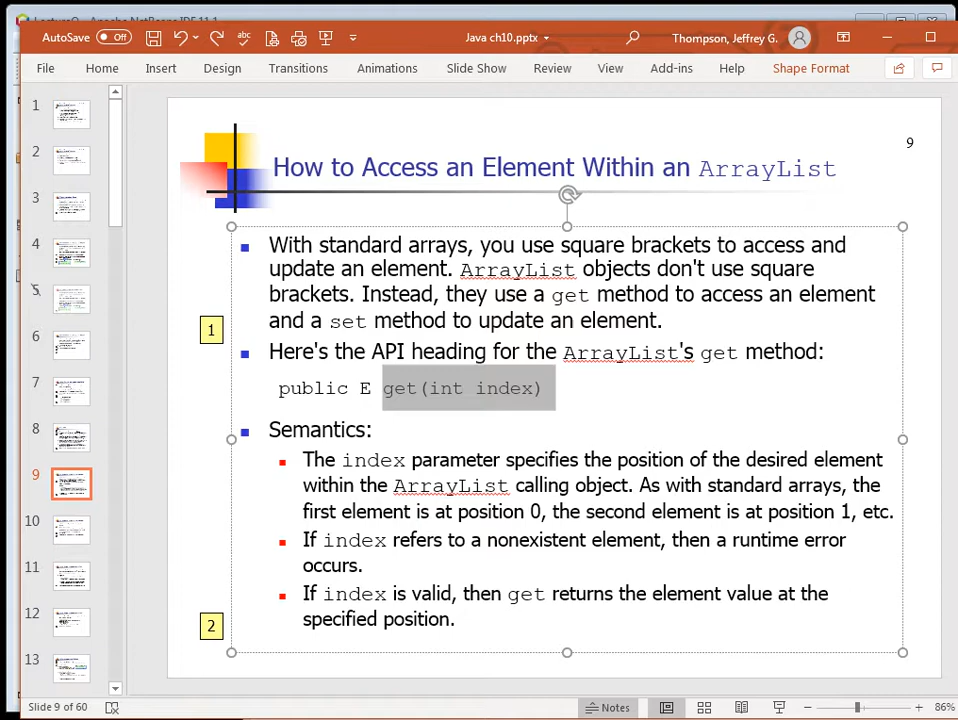 AutoSave Off
abc
Java ch10.pptx
Thompson, Jeffrey G.
File Home Insert Design Transitions Animations Slide Show Review View Add-ins Help Shape Format
1
2
3
4
5
6
7
8
9
10
11
12
13
9
How to Access an Element Within an ArrayList
With standard arrays, you use square brackets to access and
update an element. ArrayList objects don't use square
brackets. Instead, they use a get method to access an element
and a set method to update an element.
1
Here's the API heading for the ArrayList's get method:
public E get(int index)
Semantics:
The index parameter specifies the position of the desired element
within the ArrayList calling object. As with standard arrays, the
first element is at position 0, the second element is at position 1, etc.
If index refers to a nonexistent element, then a runtime error
occurs.
If index is valid, then get returns the element value at the
specified position.
2
Slide 9 of 60
Notes
86%